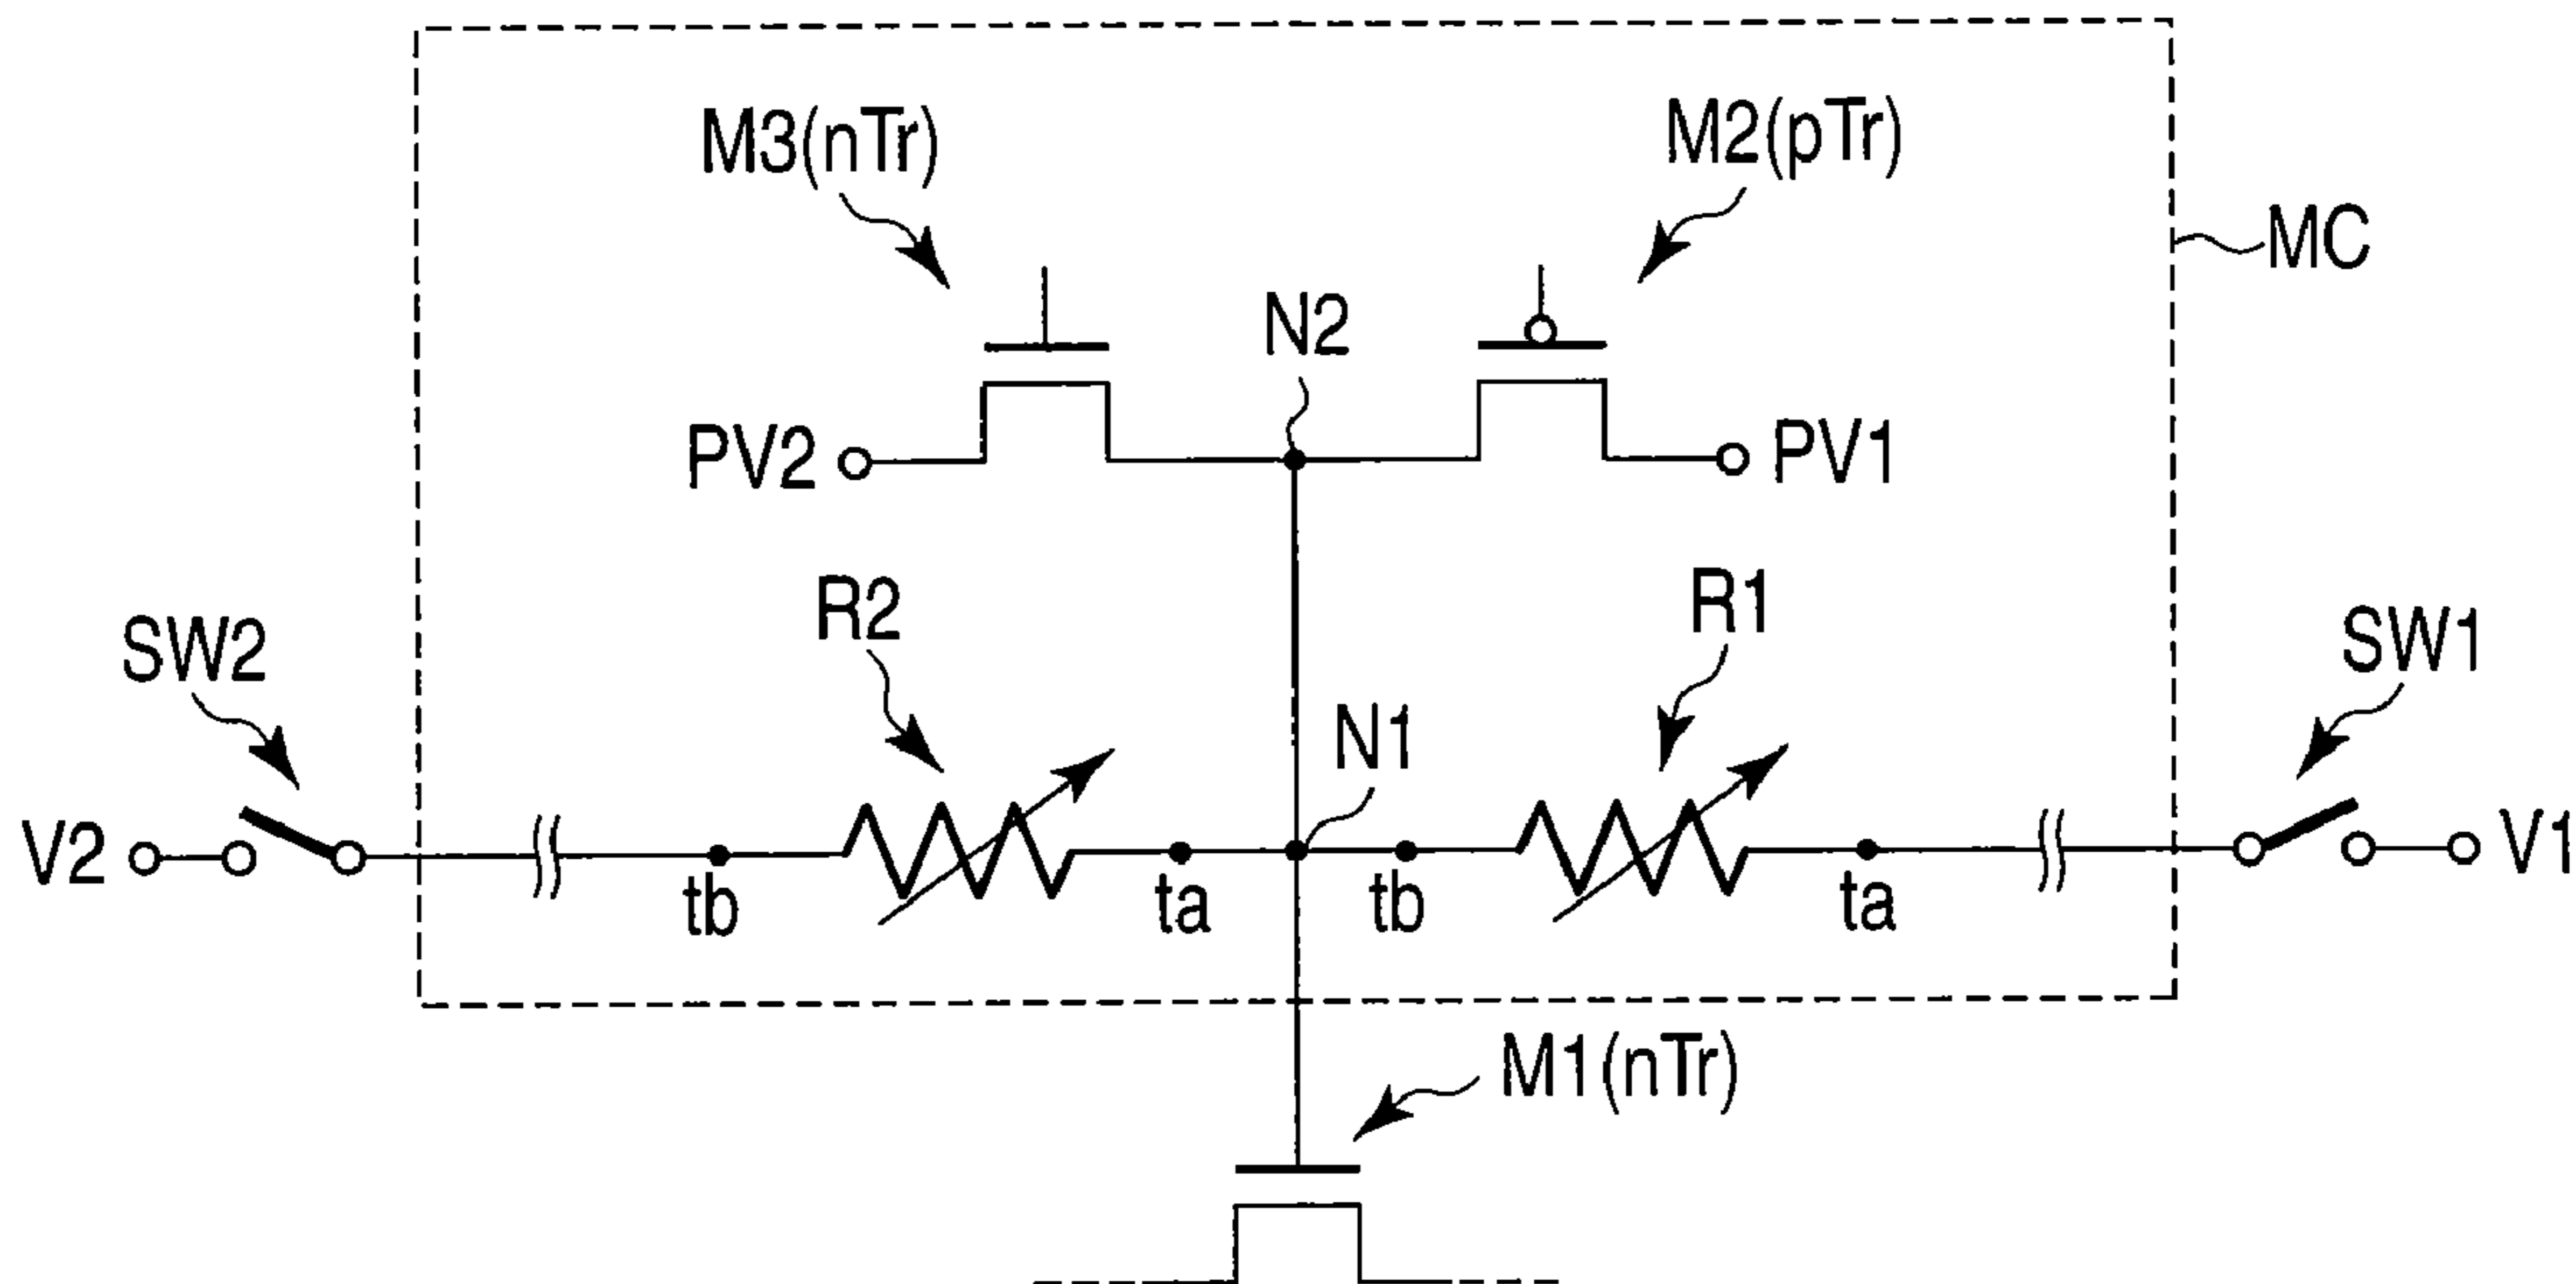 M3(nTr)
M2(pTr)
MC
N2
PV2
PV1
R2
R1
SW2
SW1
N1
V2
V1
tb
ta
tb
ta
M1(nTr)